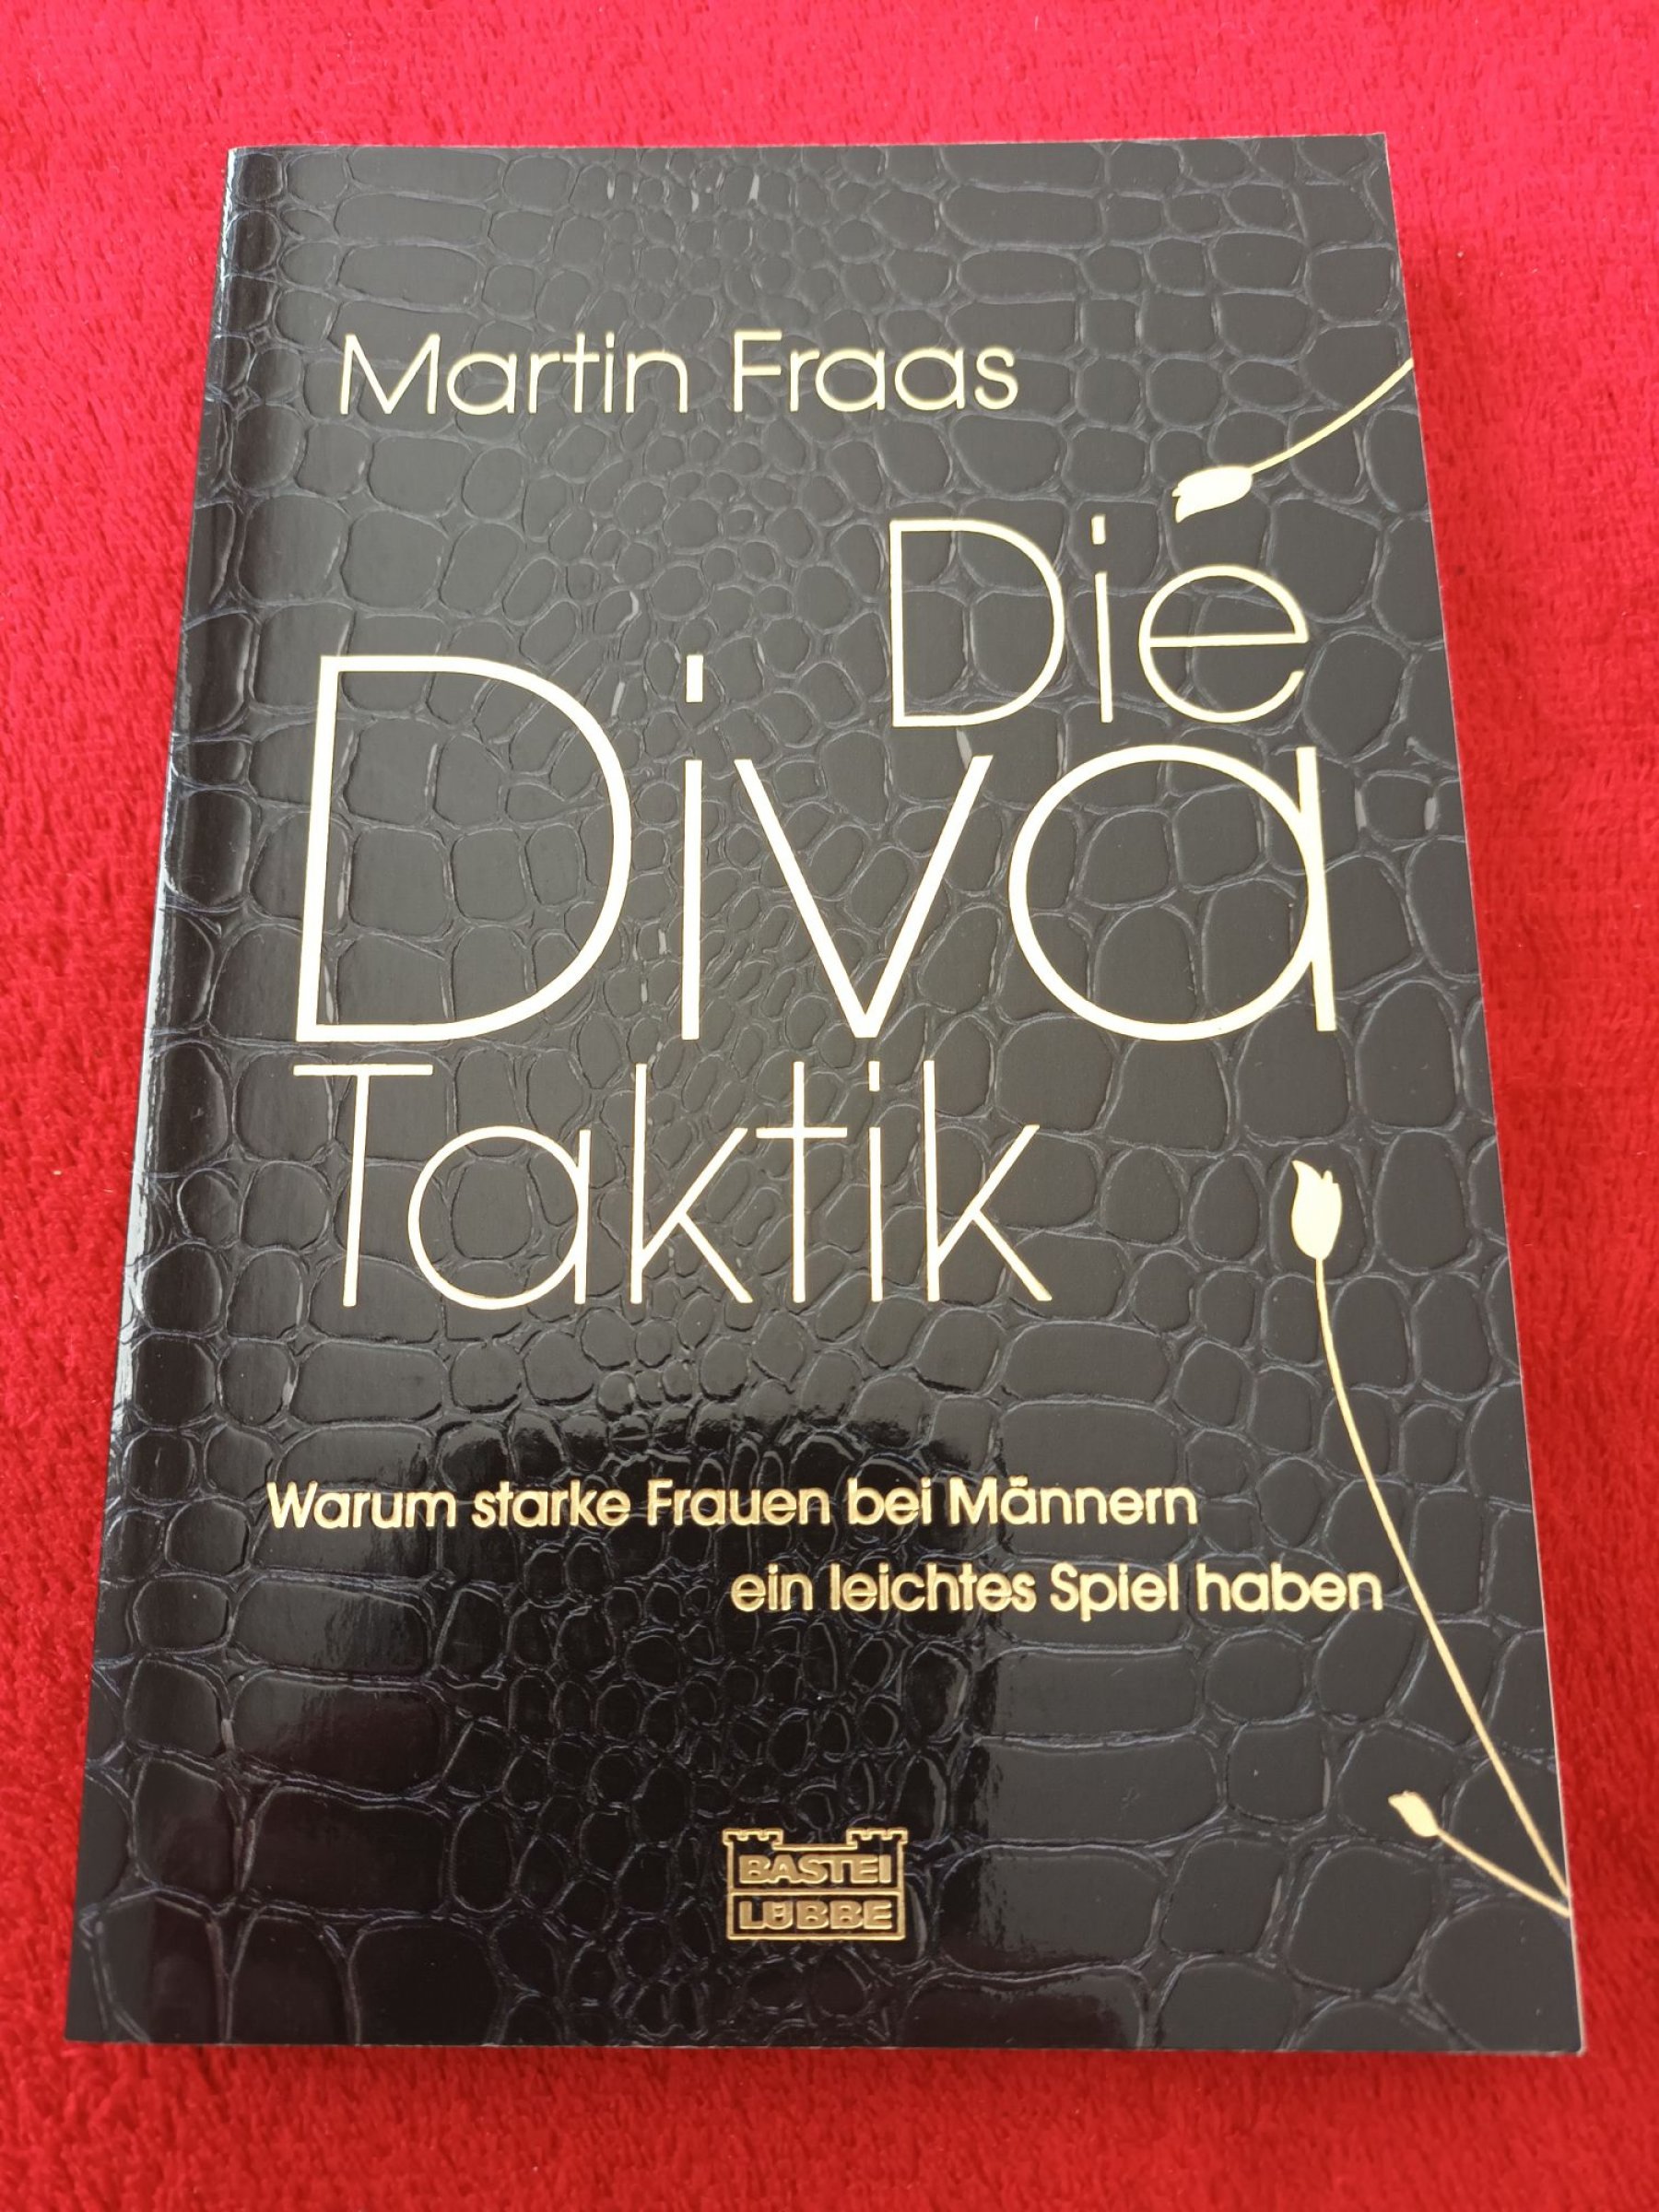 Martin Fraas
Die
Diva
Taktik
Warum starke Frauen bei Männern
ein leichtes Spiel haben
BASTEI
LÜBBE